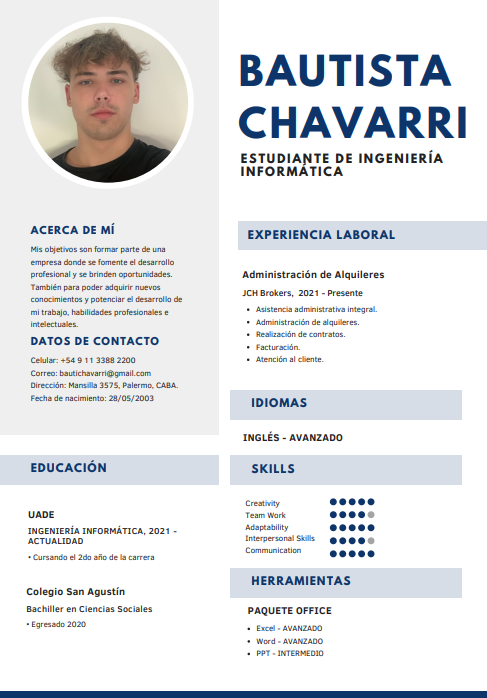 BAUTISTA
CHAVARRI
ESTUDIANTE DE INGENIERÍA
INFORMÁTICA
ACERCA DE MÍ
Mis objetivos son formar parte de una
empresa donde se fomente el desarrollo
profesional y se brinden oportunidades.
También para poder adquirir nuevos
conocimientos y potenciar el desarrollo de
mi trabajo, habilidades profesionales e
intelectuales.
DATOS DE CONTACTO
Celular: +54 9 11 3388 2200
Correo: bautichavarri@gmail.com
Dirección: Mansilla 3575, Palermo, CABA.
Fecha de nacimiento: 28/05/2003
EDUCACIÓN
UADE
INGENIERÍA INFORMÁTICA, 2021 -
ACTUALIDAD
• Cursando el 2do año de la carrera
Colegio San Agustín
Bachiller en Ciencias Sociales
• Egresado 2020
EXPERIENCIA LABORAL
Administración de Alquileres
JCH Brokers, 2021 - Presente
• Asistencia administrativa integral.
• Administración de alquileres.
• Realización de contratos.
• Facturación.
• Atención al cliente.
IDIOMAS
INGLÉS - AVANZADO
SKILLS
Creativity
Team Work
Adaptability
Interpersonal Skills
Communication
HERRAMIENTAS
PAQUETE OFFICE
• Excel - AVANZADO
• Word - AVANZADO
• PPT - INTERMEDIO